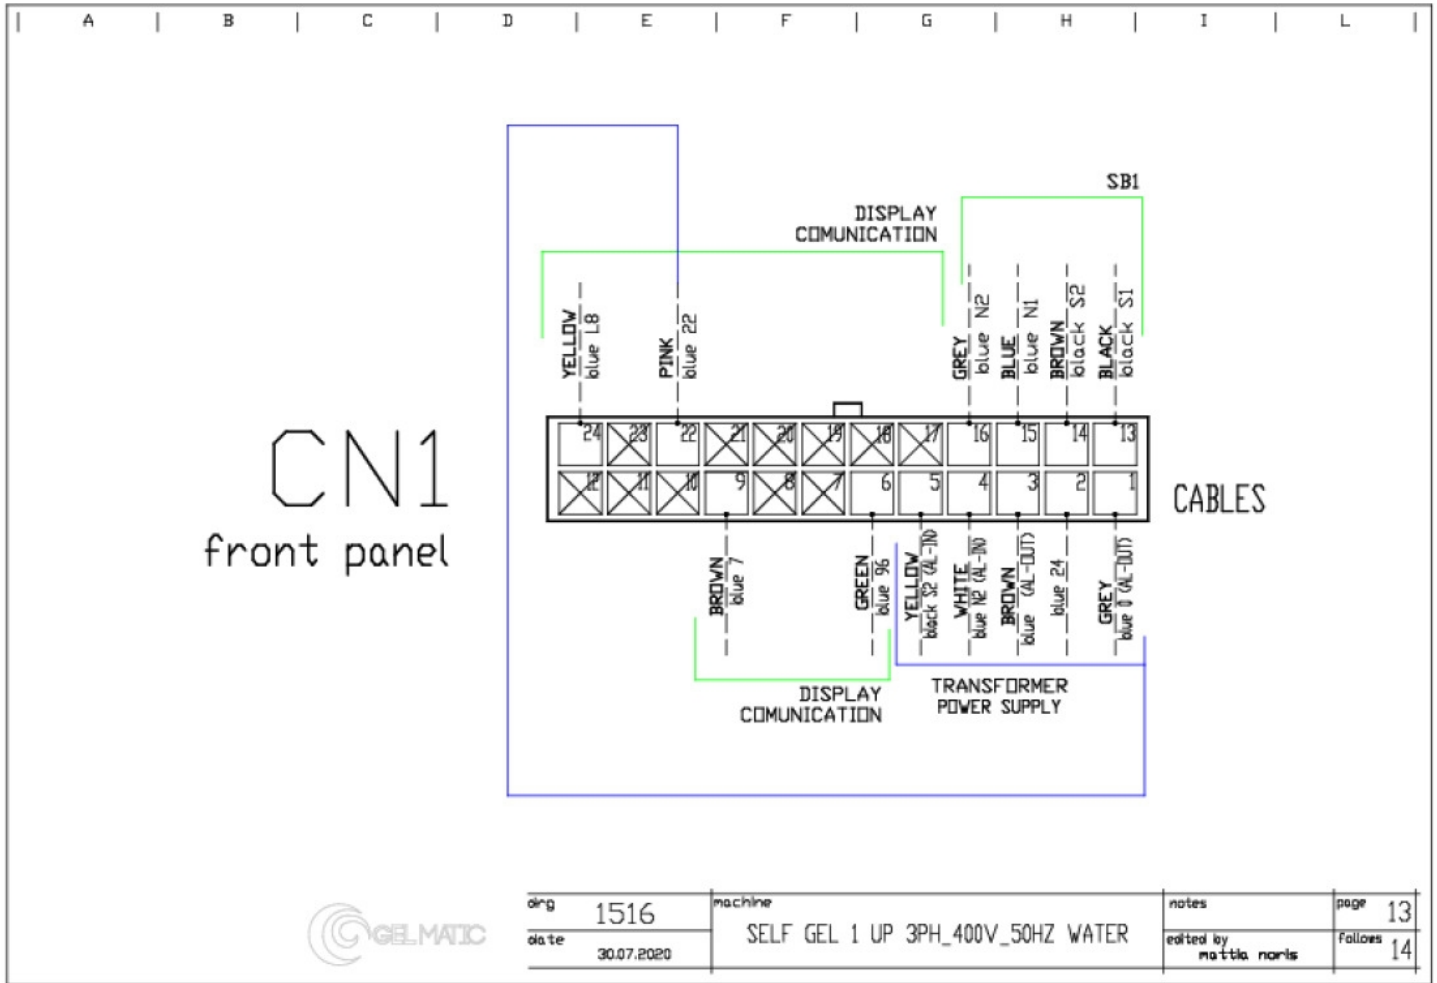 A B C D E F G H I L
SB1
DISPLAY
COMUNICATION
YELLOW
blue L8
PINK
blue 22
GREY
blue N2
BLUE
blue N1
BROWN
black S2
BLACK
black S1
CN1
front panel
24 23 22 21 20 19 18 17 16 15 14 13
12 11 10 9 8 7 6 5 4 3 2 1
CABLES
BROWN
blue 7
GREEN
blue 96
YELLOW
black S2 (AL-IN)
WHITE
blue N2 (AL-IN)
BROWN
blue (AL-OUT)
blue 24
GREY
blue 0 (AL-OUT)
DISPLAY
COMUNICATION
TRANSFORMER
POWER SUPPLY
GELMATIC
drg 1516
date 30.07.2020
machine
SELF GEL 1 UP 3PH_400V_50HZ WATER
notes
edited by
mattia noris
page 13
follows 14